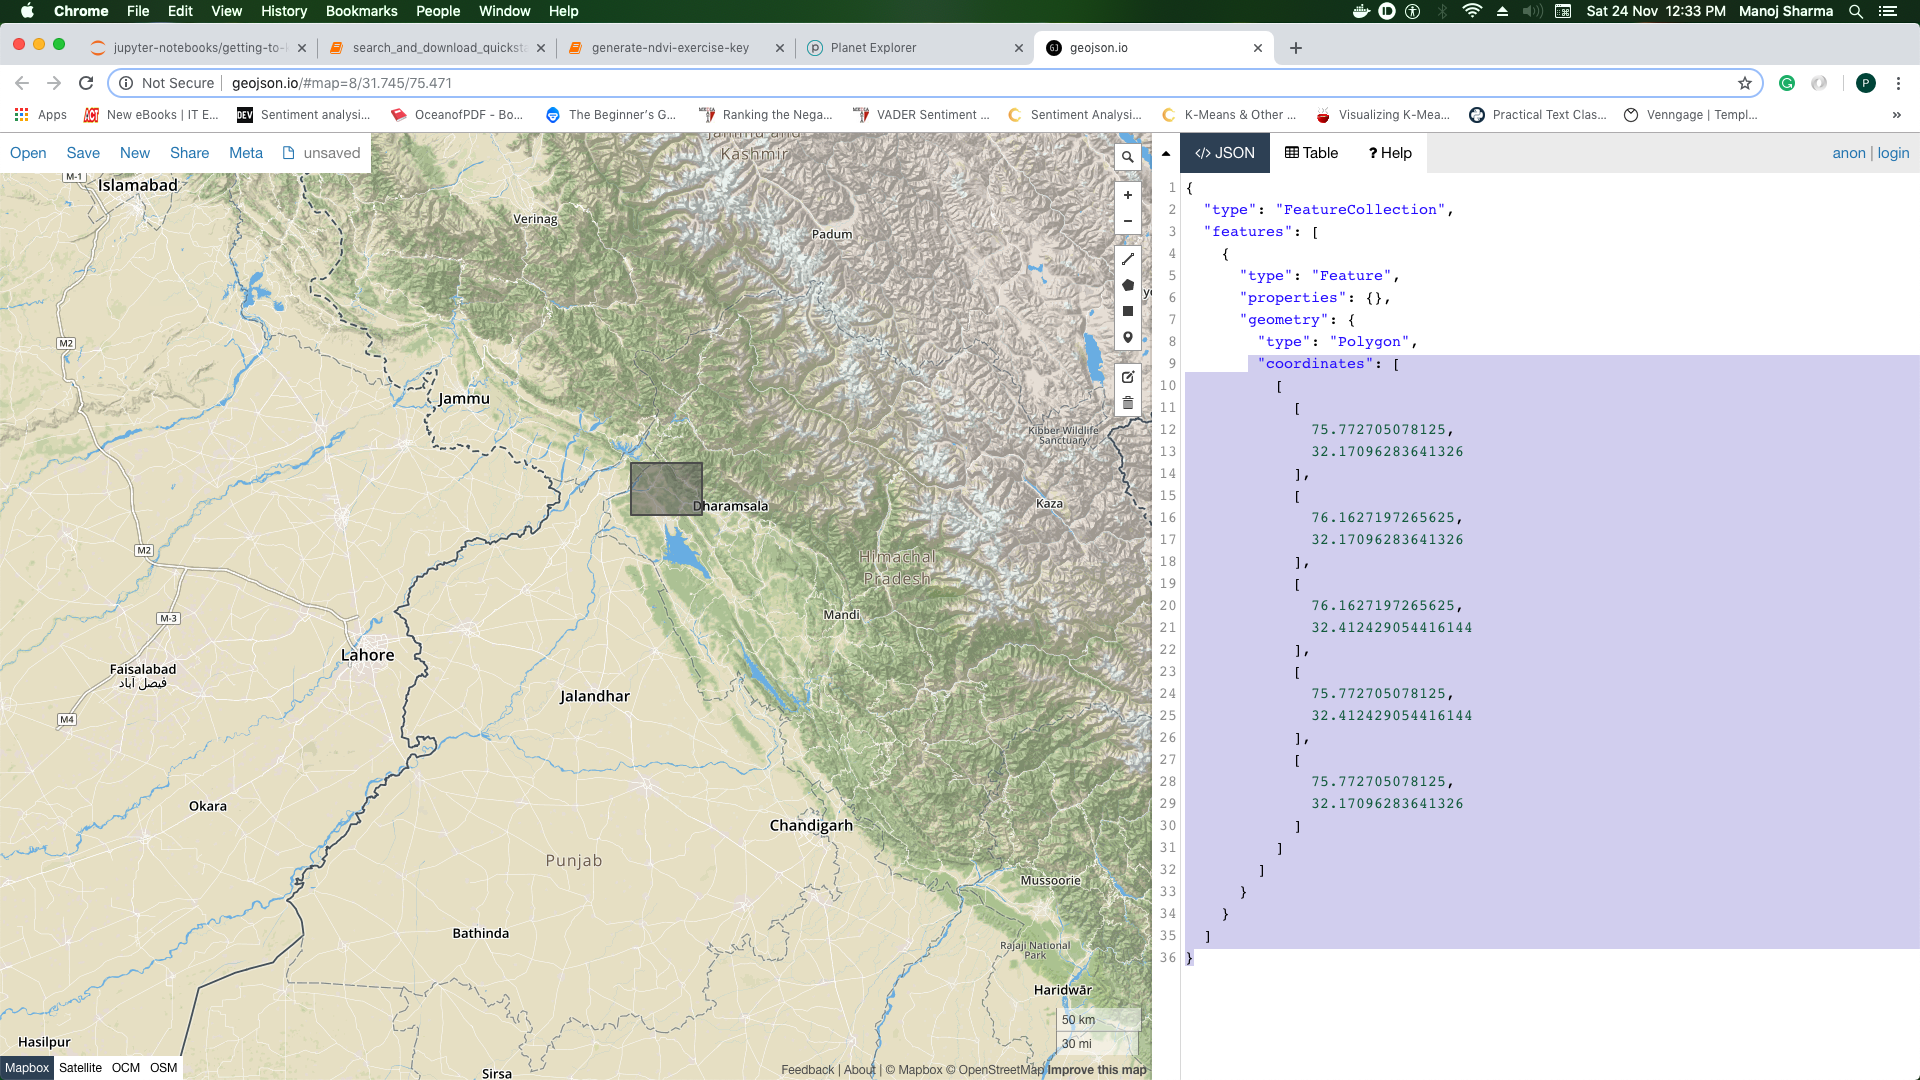 Chrome File Edit View History Bookmarks People Window Help Sat 24 Nov 12:33 PM Manoj Sharma
jupyter-notebooks/getting-to-k
search_and_download_quicksta
generate-ndvi-exercise-key
Planet Explorer
geojson.io
Not Secure geojson.io/#map=8/31.745/75.471
P
Apps
New eBooks | IT E...
Sentiment analysi...
OceanofPDF - Bo...
The Beginner's G...
Ranking the Nega...
VADER Sentiment ...
Sentiment Analysi...
K-Means & Other ...
Visualizing K-Mea...
Practical Text Clas...
Venngage | Templ...
»
Open Save New Share Meta unsaved
</> JSON Table ? Help
anon | login
Jammu and
Kashmir
M-1
Islamabad
Verinag
Padum
M2
Jammu
Kibber Wildlife
Sanctuary
Kaza
Dharamsala
M2
Himachal
Pradesh
M-3
Mandi
Lahore
Faisalabad
فيصل آباد
Jalandhar
M4
Okara
Chandigarh
Punjab
Mussoorie
Bathinda
Rajaji National
Park
Haridwār
50 km
30 mi
Hasilpur
Sirsa
Mapbox Satellite OCM OSM
Feedback | About | © Mapbox © OpenStreetMap Improve this map
1 {
2 "type": "FeatureCollection",
3 "features": [
4 {
5 "type": "Feature",
6 "properties": {},
7 "geometry": {
8 "type": "Polygon",
9 "coordinates": [
10 [
11 [
12 75.772705078125,
13 32.17096283641326
14 ],
15 [
16 76.1627197265625,
17 32.17096283641326
18 ],
19 [
20 76.1627197265625,
21 32.412429054416144
22 ],
23 [
24 75.772705078125,
25 32.412429054416144
26 ],
27 [
28 75.772705078125,
29 32.17096283641326
30 ]
31 ]
32 ]
33 }
34 }
35 ]
36 }